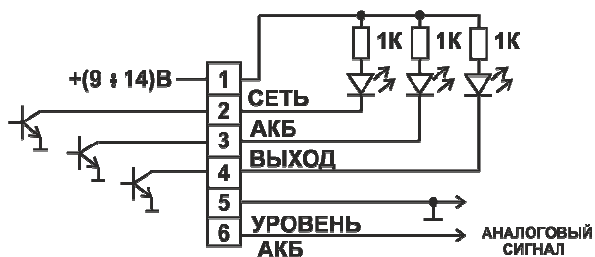 1К 1К 1К
+(9 ÷ 14)В 1
2 СЕТЬ
3 АКБ
4 ВЫХОД
5
6 УРОВЕНЬ
АКБ
АНАЛОГОВЫЙ
СИГНАЛ